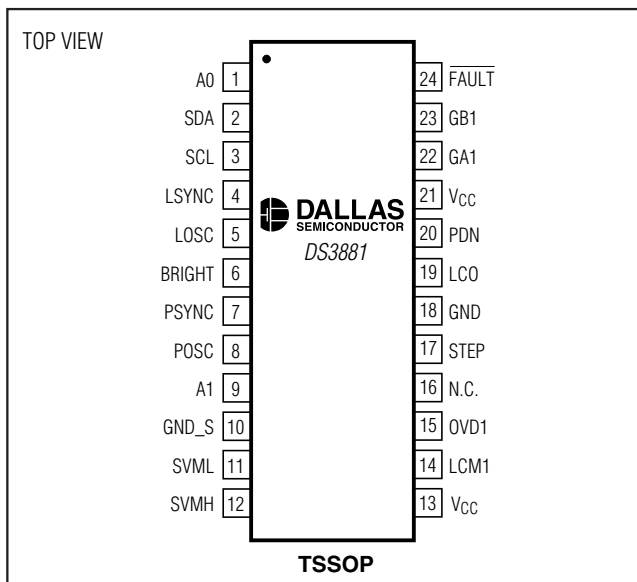 TOP VIEW
A0 1
24 FAULT
SDA 2
23 GB1
SCL 3
22 GA1
LSYNC 4
21 VCC
DALLAS
SEMICONDUCTOR
DS3881
LOSC 5
20 PDN
BRIGHT 6
19 LCO
PSYNC 7
18 GND
POSC 8
17 STEP
A1 9
16 N.C.
GND_S 10
15 OVD1
SVML 11
14 LCM1
SVMH 12
13 VCC
TSSOP